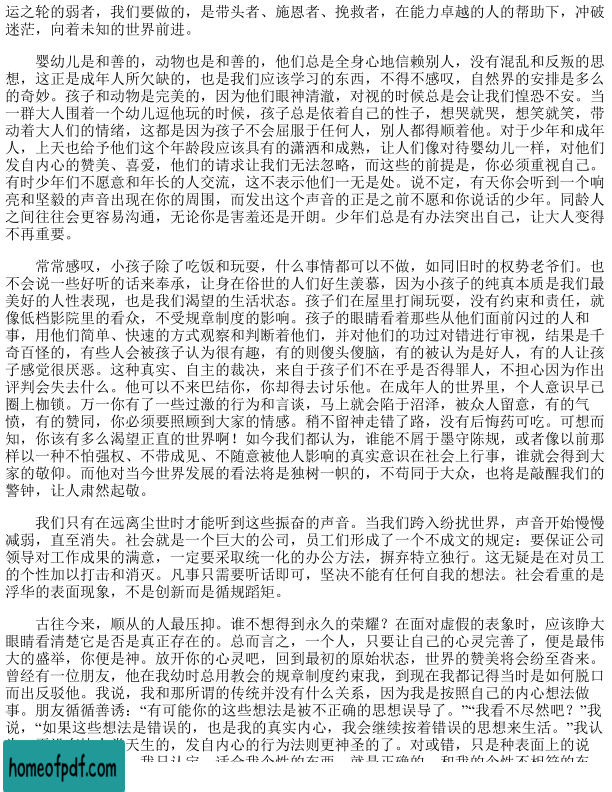 运之轮的弱者，我们要做的，是带头者、施恩者、挽救者，在能力卓越的人的帮助下，冲破
迷茫，向着未知的世界前进。
婴幼儿是和善的，动物也是和善的，他们总是全身心地信赖别人，没有混乱和反叛的思
想，这正是成年人所欠缺的，也是我们应该学习的东西，不得不感叹，自然界的安排是多么
的奇妙。孩子和动物是完美的，因为他们眼神清澈，对视的时候总是会让我们惶恐不安。当
一群大人围着一个幼儿逗他玩的时候，孩子总是依着自己的性子，想哭就哭，想笑就笑，带
动着大人们的情绪，这都是因为孩子不会屈服于任何人，别人都得顺着他。对于少年和成年
人，上天也给予他们这个年龄段应该具有的潇洒和成熟，让人们像对待婴幼儿一样，对他们
发自内心的赞美、喜爱，他们的请求让我们无法忽略，而这些的前提是，你必须重视自己。
有时少年们不愿意和年长的人交流，这不表示他们一无是处。说不定，有天你会听到一个响
亮和坚毅的声音出现在你的周围，而发出这个声音的正是之前不愿和你说话的少年。同龄人
之间往往会更容易沟通，无论你是害羞还是开朗。少年们总是有办法突出自己，让大人变得
不再重要。
常常感叹，小孩子除了吃饭和玩耍，什么事情都可以不做，如同旧时的权势老爷们。也
不会说一些好听的话来奉承，让身在俗世的人们好生羡慕，因为小孩子的纯真本质是我们最
美好的人性表现，也是我们渴望的生活状态。孩子们在屋里打闹玩耍，没有约束和责任，就
像低档影院里的看众，不受规章制度的影响。孩子的眼睛看着那些从他们面前闪过的人和
事，用他们简单、快速的方式观察和判断着他们，并对他们的功过对错进行审视，结果是千
奇百怪的，有些人会被孩子认为很有趣，有的则傻头傻脑，有的被认为是好人，有的人让孩
子感觉很厌恶。这种真实、自主的裁决，来自于孩子们不在乎是否得罪人，不担心因为作出
评判会失去什么。他可以不来巴结你，你却得去讨乐他。在成年人的世界里，个人意识早已
圈上枷锁。万一你有了一些过激的行为和言谈，马上就会陷于沼泽，被众人留意，有的气
愤，有的赞同，你必须要照顾到大家的情感。稍不留神走错了路，没有后悔药可吃。可想而
知，你该有多么渴望正直的世界啊！如今我们都认为，谁能不屑于墨守陈规，或者像以前那
样以一种不怕强权、不带成见、不随意被他人影响的真实意识在社会上行事，谁就会得到大
家的敬仰。而他对当今世界发展的看法将是独树一帜的，不苟同于大众，也将是敲醒我们的
警钟，让人肃然起敬。
我们只有在远离尘世时才能听到这些振奋的声音。当我们跨入纷扰世界，声音开始慢慢
减弱，直至消失。社会就是一个巨大的公司，员工们形成了一个不成文的规定：要保证公司
领导对工作成果的满意，一定要采取统一化的办公方法，摒弃特立独行。这无疑是在对员工
的个性加以打击和消灭。凡事只需要听话即可，坚决不能有任何自我的想法。社会看重的是
浮华的表面现象，不是创新而是循规蹈矩。
古往今来，顺从的人最压抑。谁不想得到永久的荣耀？在面对虚假的表象时，应该睁大
眼睛看清楚它是否是真正存在的。总而言之，一个人，只要让自己的心灵完善了，便是最伟
大的盛举，你便是神。放开你的心灵吧，回到最初的原始状态，世界的赞美将会纷至沓来。
曾经有一位朋友，他在我幼时总用教会的规章制度约束我，到现在我都记得当时是如何脱口
而出反驳他。我说，我和那所谓的传统并没有什么关系，因为我是按照自己的内心想法做
事。朋友循循善诱：“有可能你的这些想法是被不正确的思想误导了。”“我看不尽然吧？”我
说，“如果这些想法是错误的，也是我的真实内心，我会继续按着错误的思想来生活。”我认
天生的，发自内心的行为法则更神圣的了。对或错，只是种表面上的说
homeofpdf.com